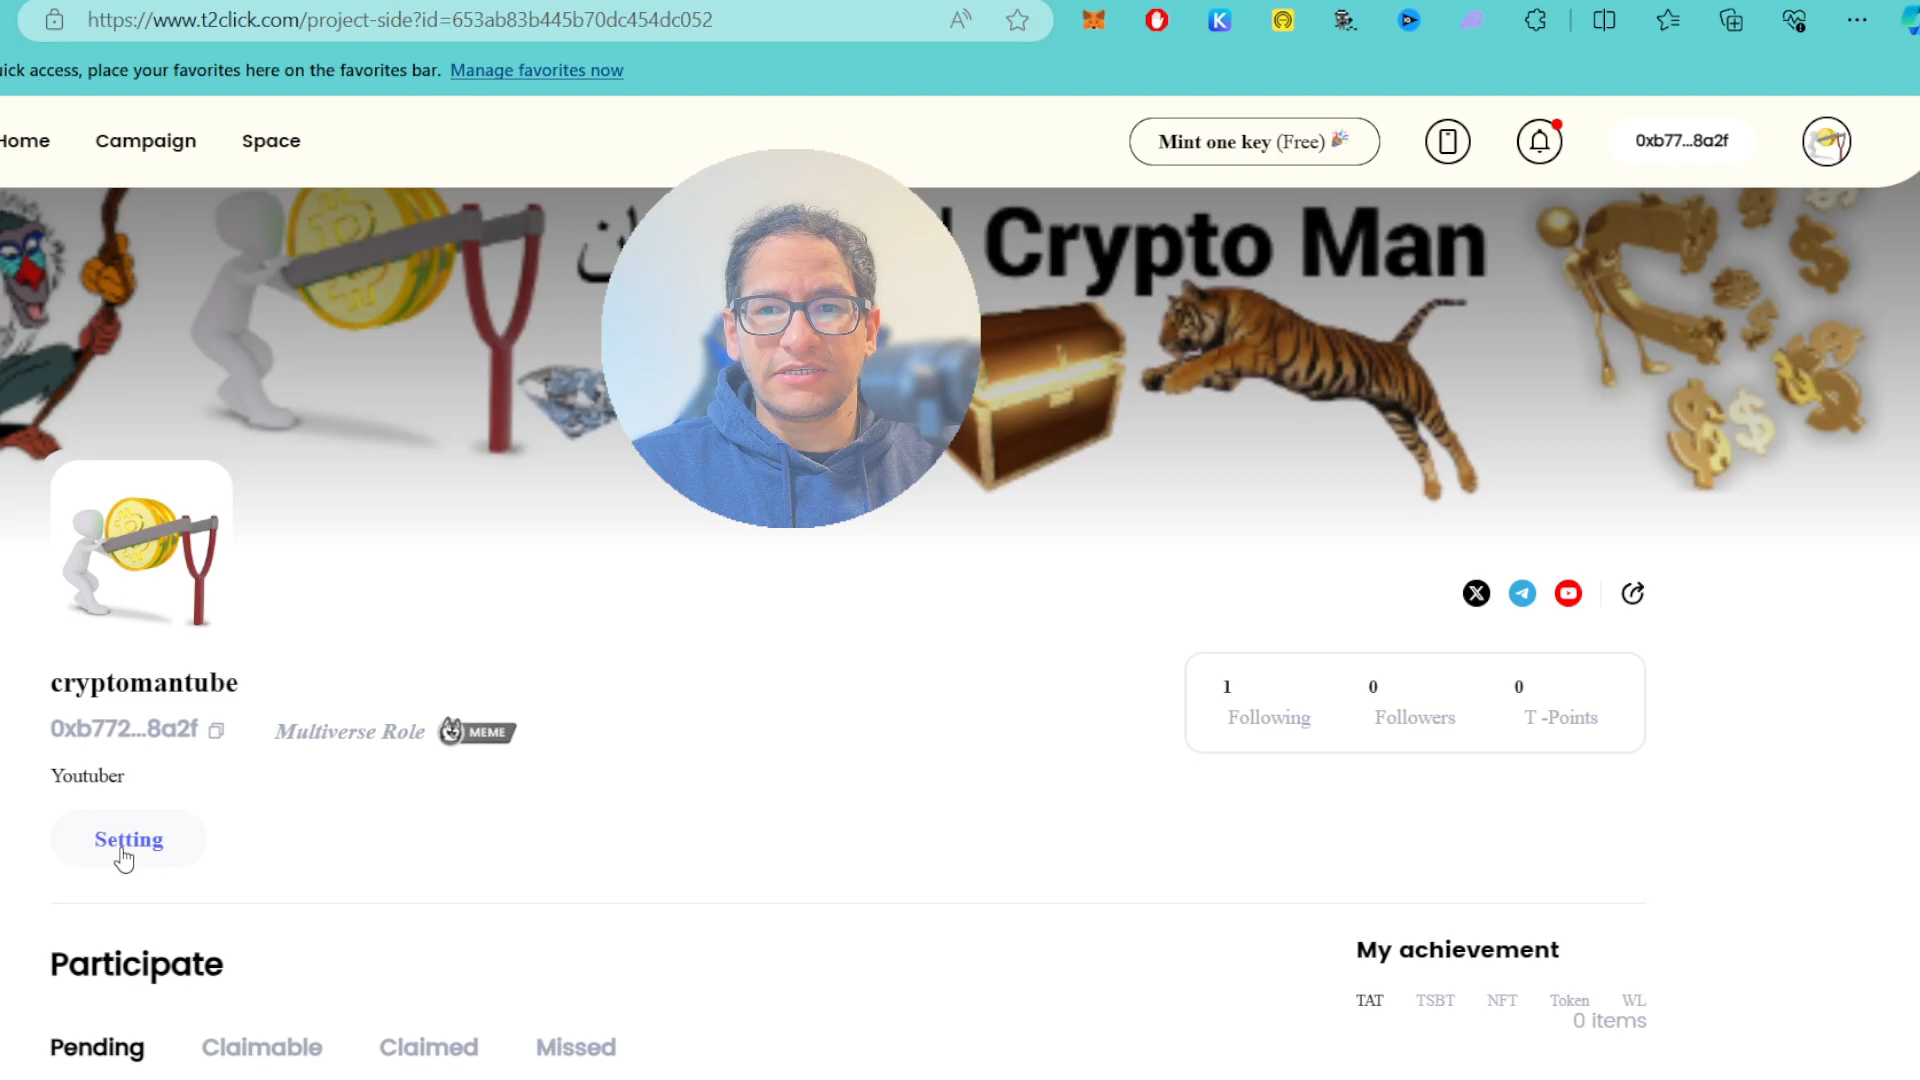 https://www.t2click.com/project-side?id=653ab83b445b70dc454dc052
uick access, place your favorites here on the favorites bar. Manage favorites now
Home Campaign Space
Mint one key (Free)
0xb77...8a2f
Crypto Man
cryptomantube
0xb772...8a2f
Multiverse Role
MEME
Youtuber
Setting
1 0 0
Following Followers T -Points
Participate
My achievement
TAT TSBT NFT Token WL
0 items
Pending Claimable Claimed Missed